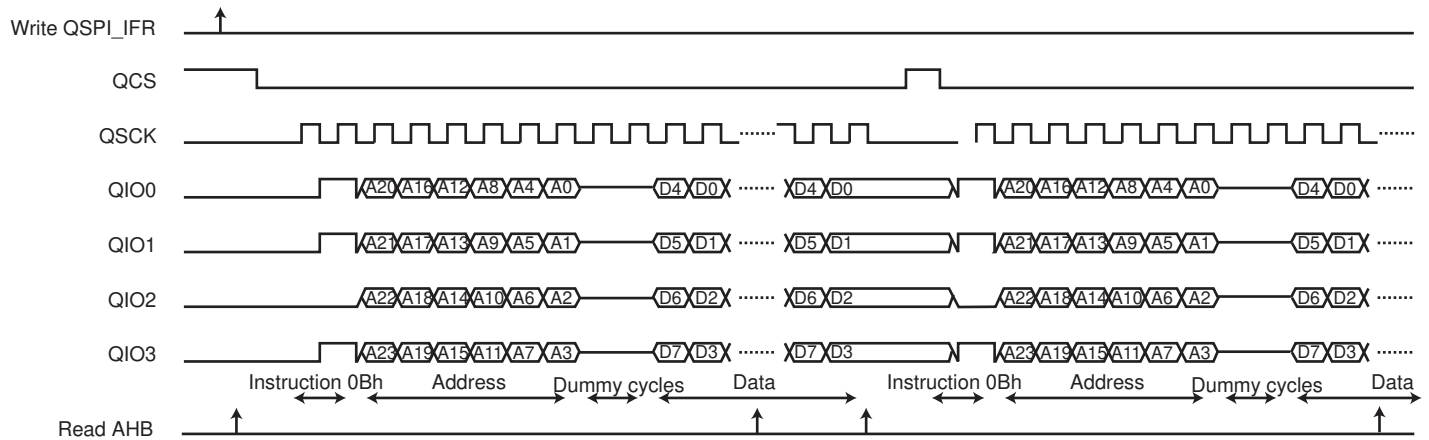 Write QSPI_IFR
QCS
QSCK
QIO0 A20 A16 A12 A8 A4 A0 D4 D0 D4 D0 A20 A16 A12 A8 A4 A0 D4 D0
QIO1 A21 A17 A13 A9 A5 A1 D5 D1 D5 D1 A21 A17 A13 A9 A5 A1 D5 D1
QIO2 A22 A18 A14 A10 A6 A2 D6 D2 D6 D2 A22 A18 A14 A10 A6 A2 D6 D2
QIO3 A23 A19 A15 A11 A7 A3 D7 D3 D7 D3 A23 A19 A15 A11 A7 A3 D7 D3
Instruction 0Bh Address Dummy cycles Data Instruction 0Bh Address Dummy cycles Data
Read AHB